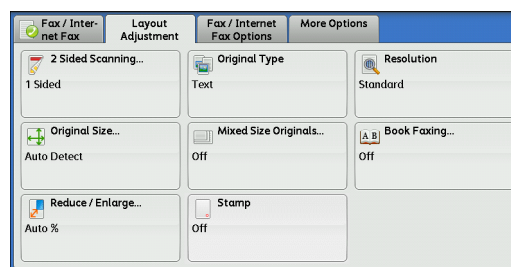 Fax / Inter-
net Fax
Layout
Adjustment
Fax / Internet
Fax Options
More Options
2 Sided Scanning...
1 Sided
Original Type
Text
Resolution
Standard
Original Size...
Auto Detect
Mixed Size Originals...
Off
A B
Book Faxing...
Off
Reduce / Enlarge...
Auto %
Stamp
Off